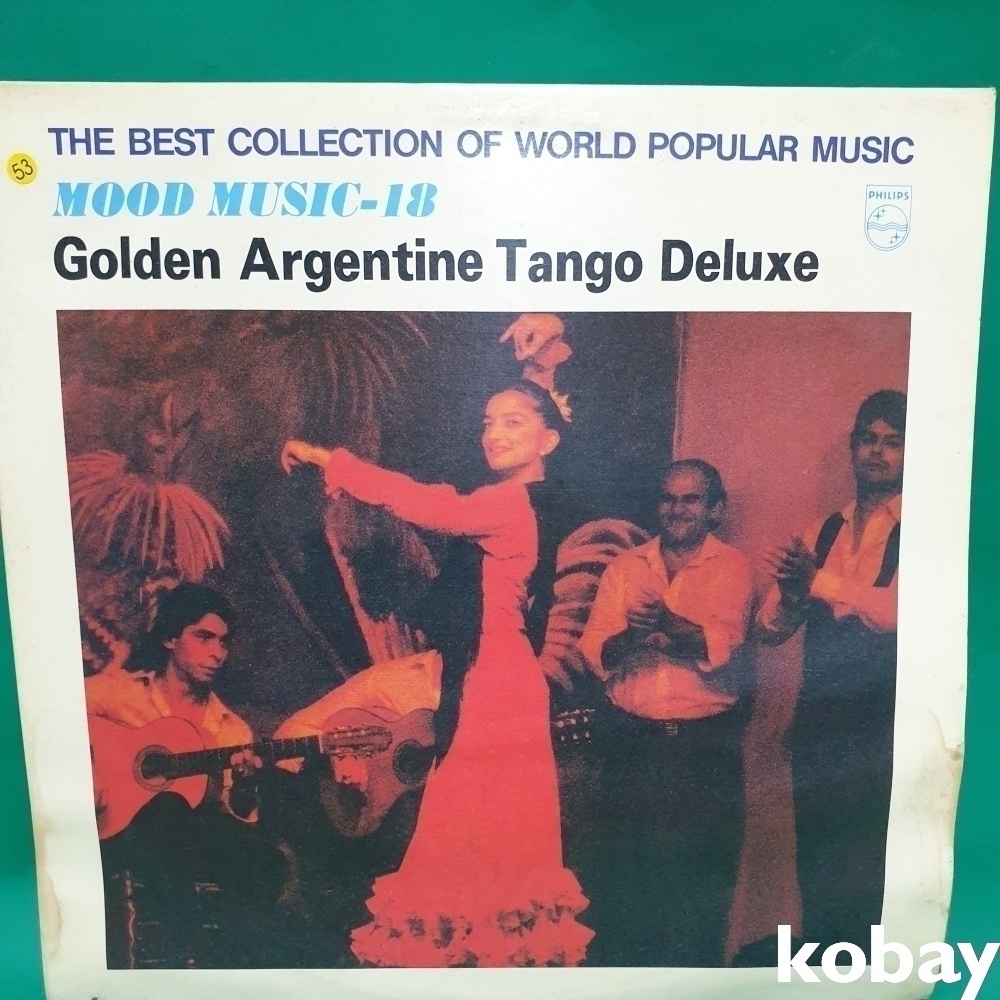 THE BEST COLLECTION OF WORLD POPULAR MUSIC
53
MOOD MUSIC-18
PHILIPS
Golden Argentine Tango Deluxe
kobay